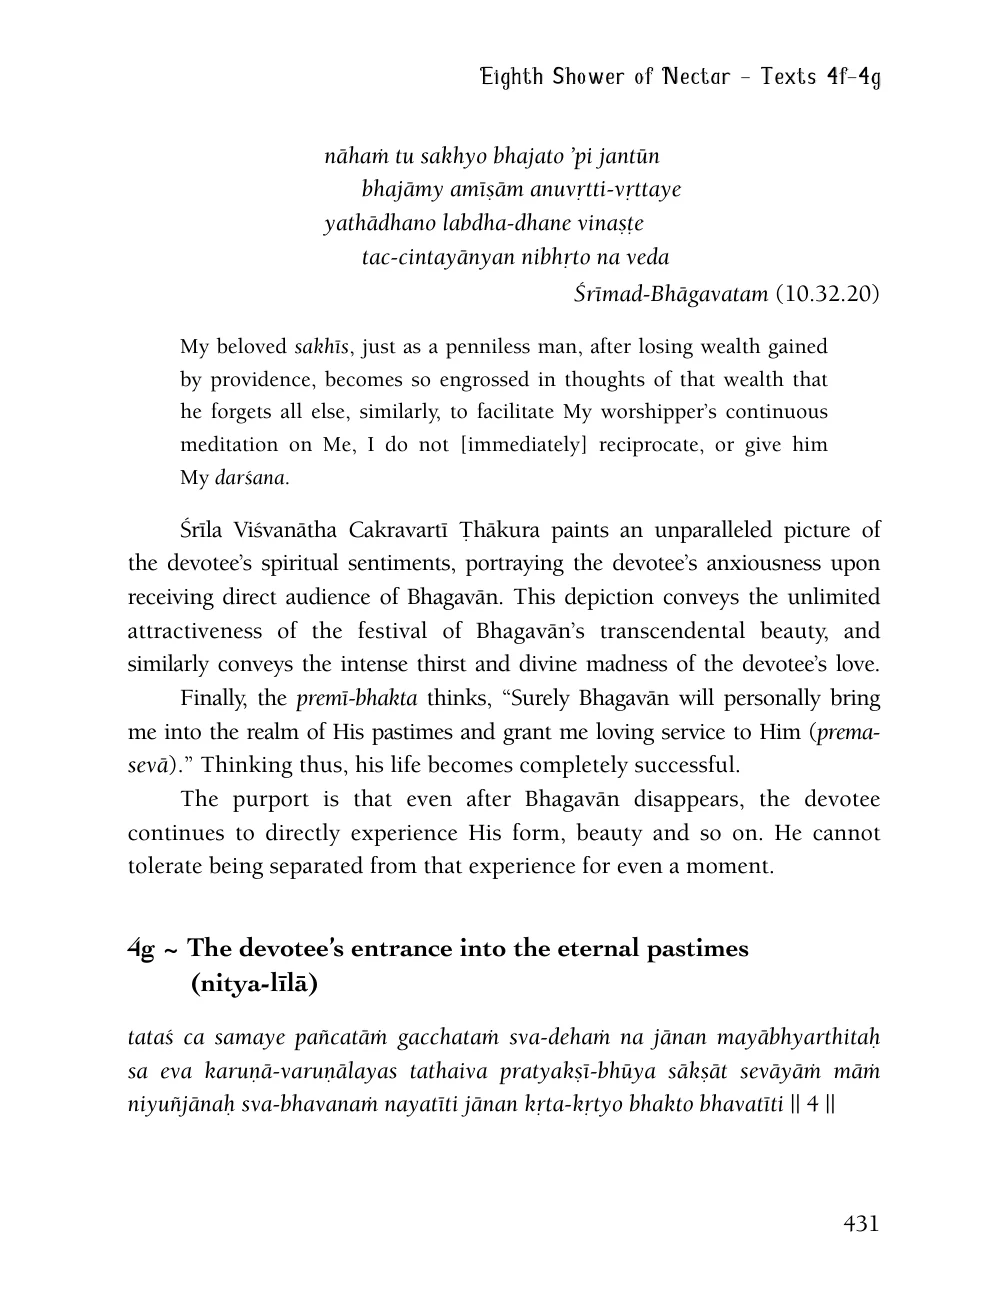 Eighth Shower of Nectar – Texts 4f–4g
nāhaṁ tu sakhyo bhajato ’pi jantūn
bhajāmy amīṣām anuvṛtti-vṛttaye
yathādhano labdha-dhane vinaṣṭe
tac-cintayānyan nibhṛto na veda
Śrīmad-Bhāgavatam (10.32.20)
My beloved sakhīs, just as a penniless man, after losing wealth gained
by providence, becomes so engrossed in thoughts of that wealth that
he forgets all else, similarly, to facilitate My worshipper’s continuous
meditation on Me, I do not [immediately] reciprocate, or give him
My darśana.
Śrīla Viśvanātha Cakravartī Ṭhākura paints an unparalleled picture of
the devotee’s spiritual sentiments, portraying the devotee’s anxiousness upon
receiving direct audience of Bhagavān. This depiction conveys the unlimited
attractiveness of the festival of Bhagavān’s transcendental beauty, and
similarly conveys the intense thirst and divine madness of the devotee’s love.
Finally, the premī-bhakta thinks, “Surely Bhagavān will personally bring
me into the realm of His pastimes and grant me loving service to Him (prema-
sevā).” Thinking thus, his life becomes completely successful.
The purport is that even after Bhagavān disappears, the devotee
continues to directly experience His form, beauty and so on. He cannot
tolerate being separated from that experience for even a moment.
4g ~ The devotee’s entrance into the eternal pastimes
(nitya-līlā)
tataś ca samaye pañcatāṁ gacchataṁ sva-dehaṁ na jānan mayābhyarthitaḥ
sa eva karuṇā-varuṇālayas tathaiva pratyakṣī-bhūya sākṣāt sevāyāṁ māṁ
niyuñjānaḥ sva-bhavanaṁ nayatīti jānan kṛta-kṛtyo bhakto bhavatīti || 4 ||
431